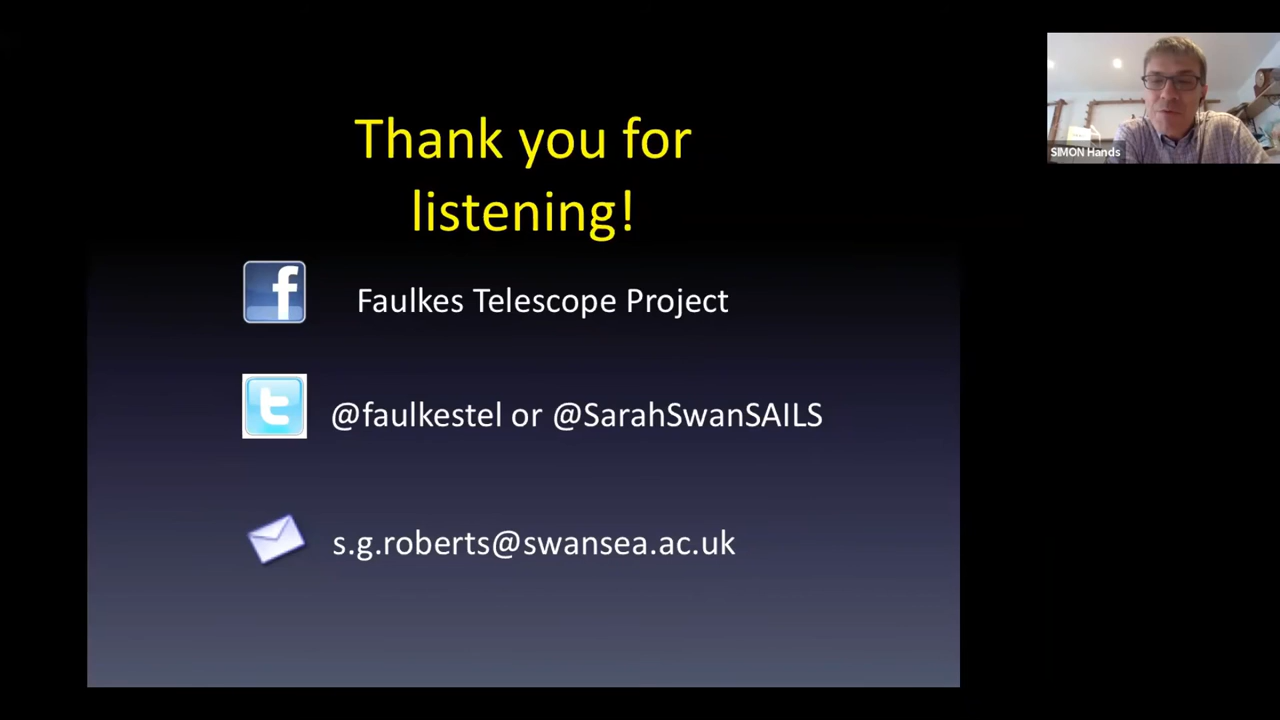 Thank you for
listening!
SIMON Hands
f
Faulkes Telescope Project
t
@faulkestel or @SarahSwanSAILS
s.g.roberts@swansea.ac.uk